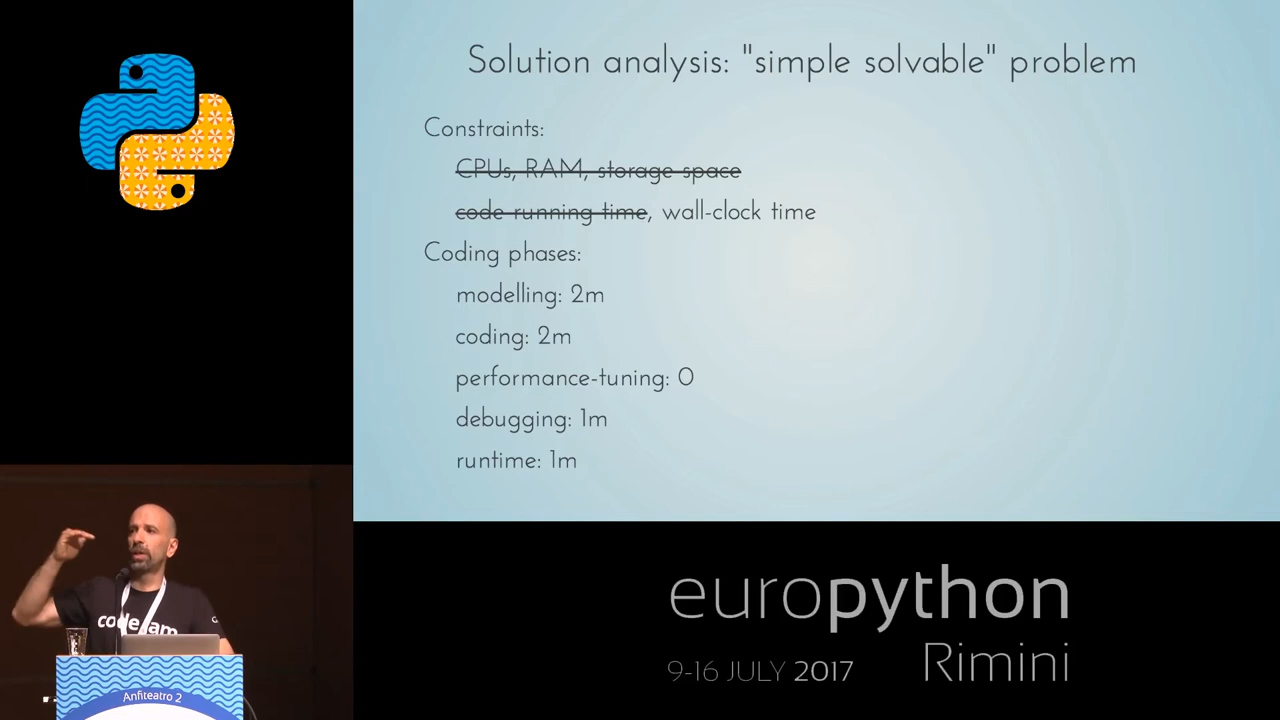 Solution analysis: "simple solvable" problem
Constraints:
CPUs, RAM, storage space
code running time, wall-clock time
Coding phases:
modelling: 2m
coding: 2m
performance-tuning: 0
debugging: 1m
runtime: 1m
Anfiteatro 2
europython
9-16 JULY 2017
Rimini